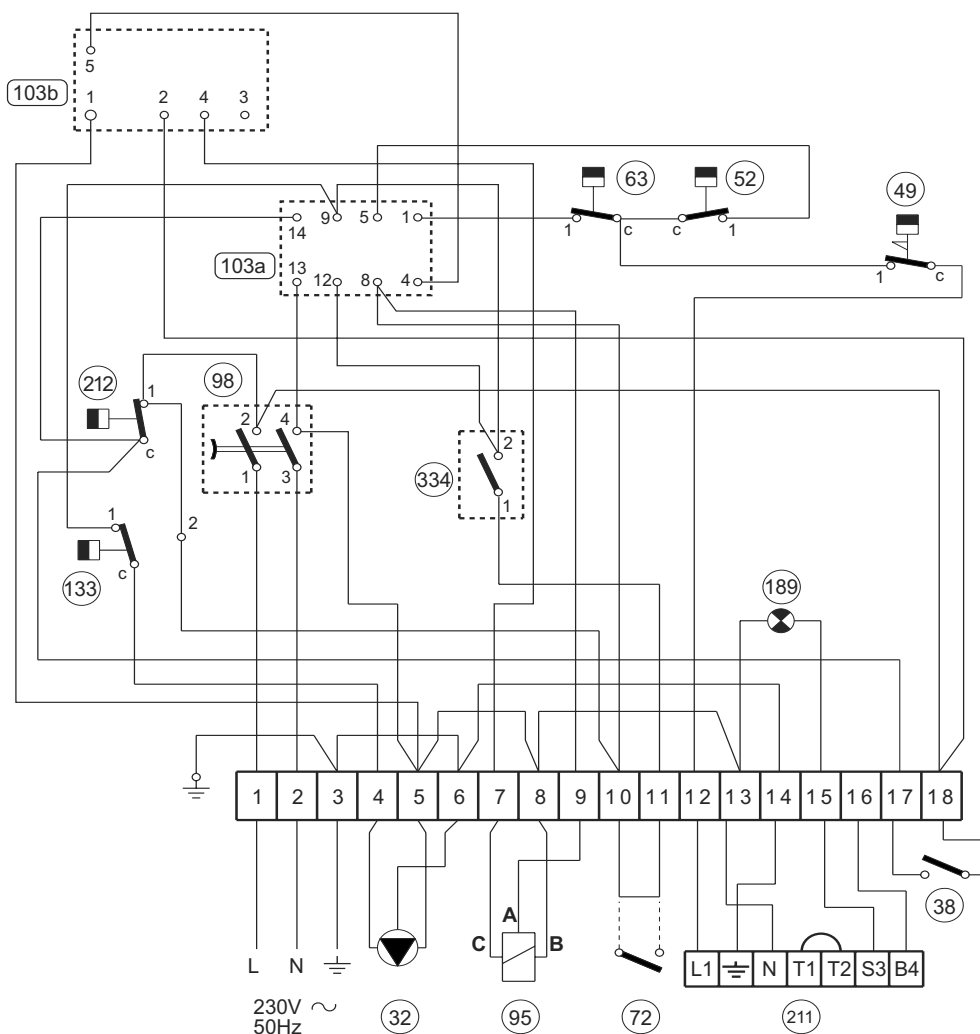 5
103b
1 2 4 3
63 52
49
9 5 1
14
1 c c 1
103a
13 12 8 4
1 c
212 1 98
2 4
c
2
334
1 3
1
1 2
c
133
189
1 2 3 4 5 6 7 8 9 10 11 12 13 14 15 16 17 18
A
38
C B
L N
L1 N T1 T2 S3 B4
230V ~
50Hz
32 95 72 211